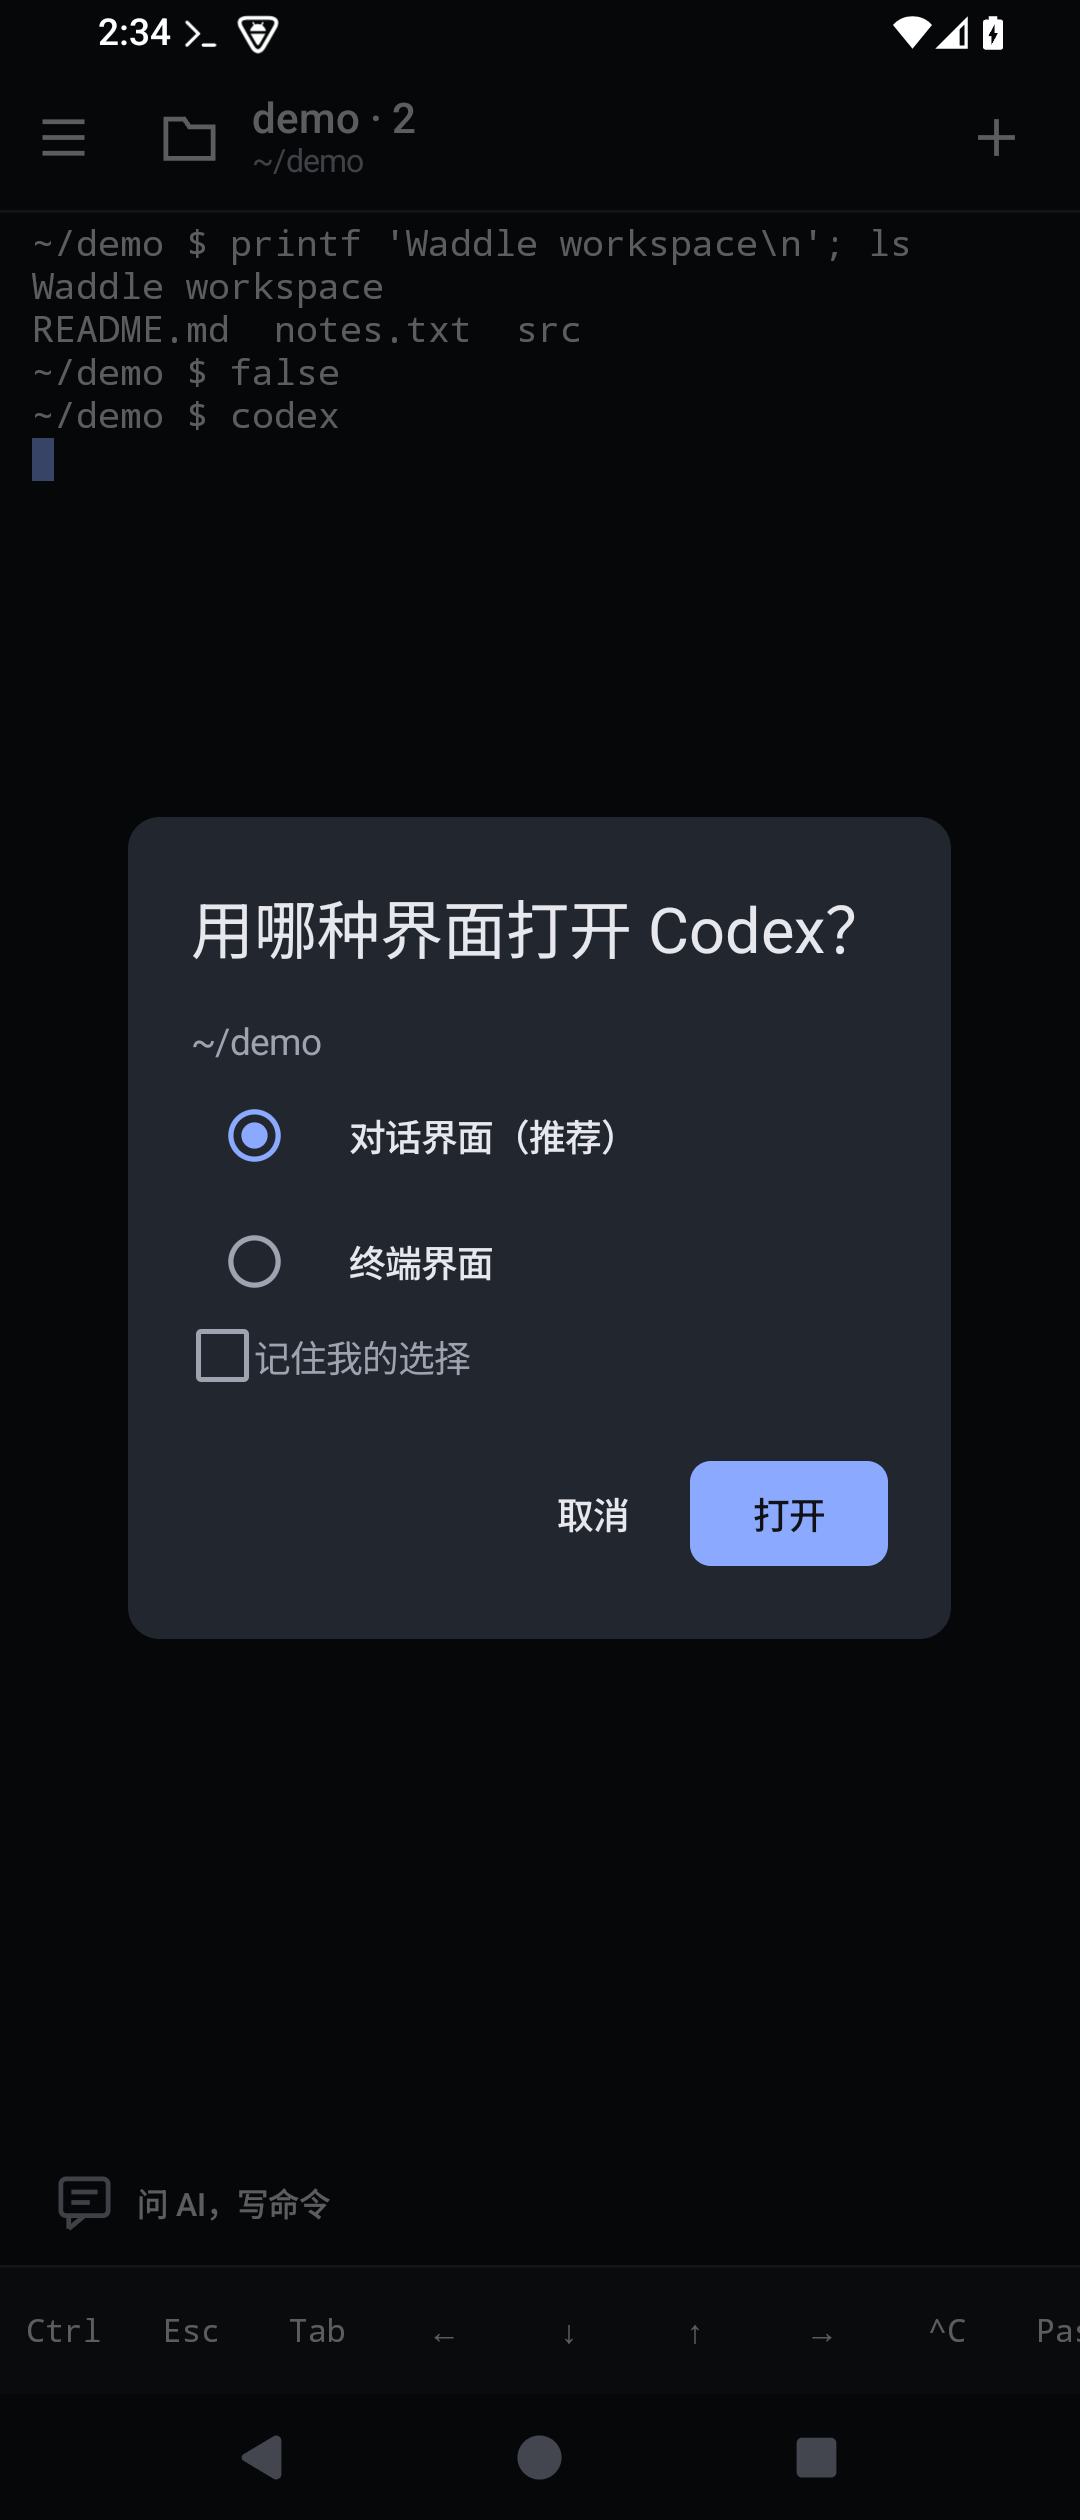 2:34
demo · 2
~/demo
~/demo $ printf 'Waddle workspace\n'; ls
Waddle workspace
README.md  notes.txt  src
~/demo $ false
~/demo $ codex
用哪种界面打开 Codex？
~/demo
对话界面（推荐）
终端界面
记住我的选择
取消 打开
问 AI，写命令
Ctrl Esc Tab ← ↓ ↑ → ^C Pas